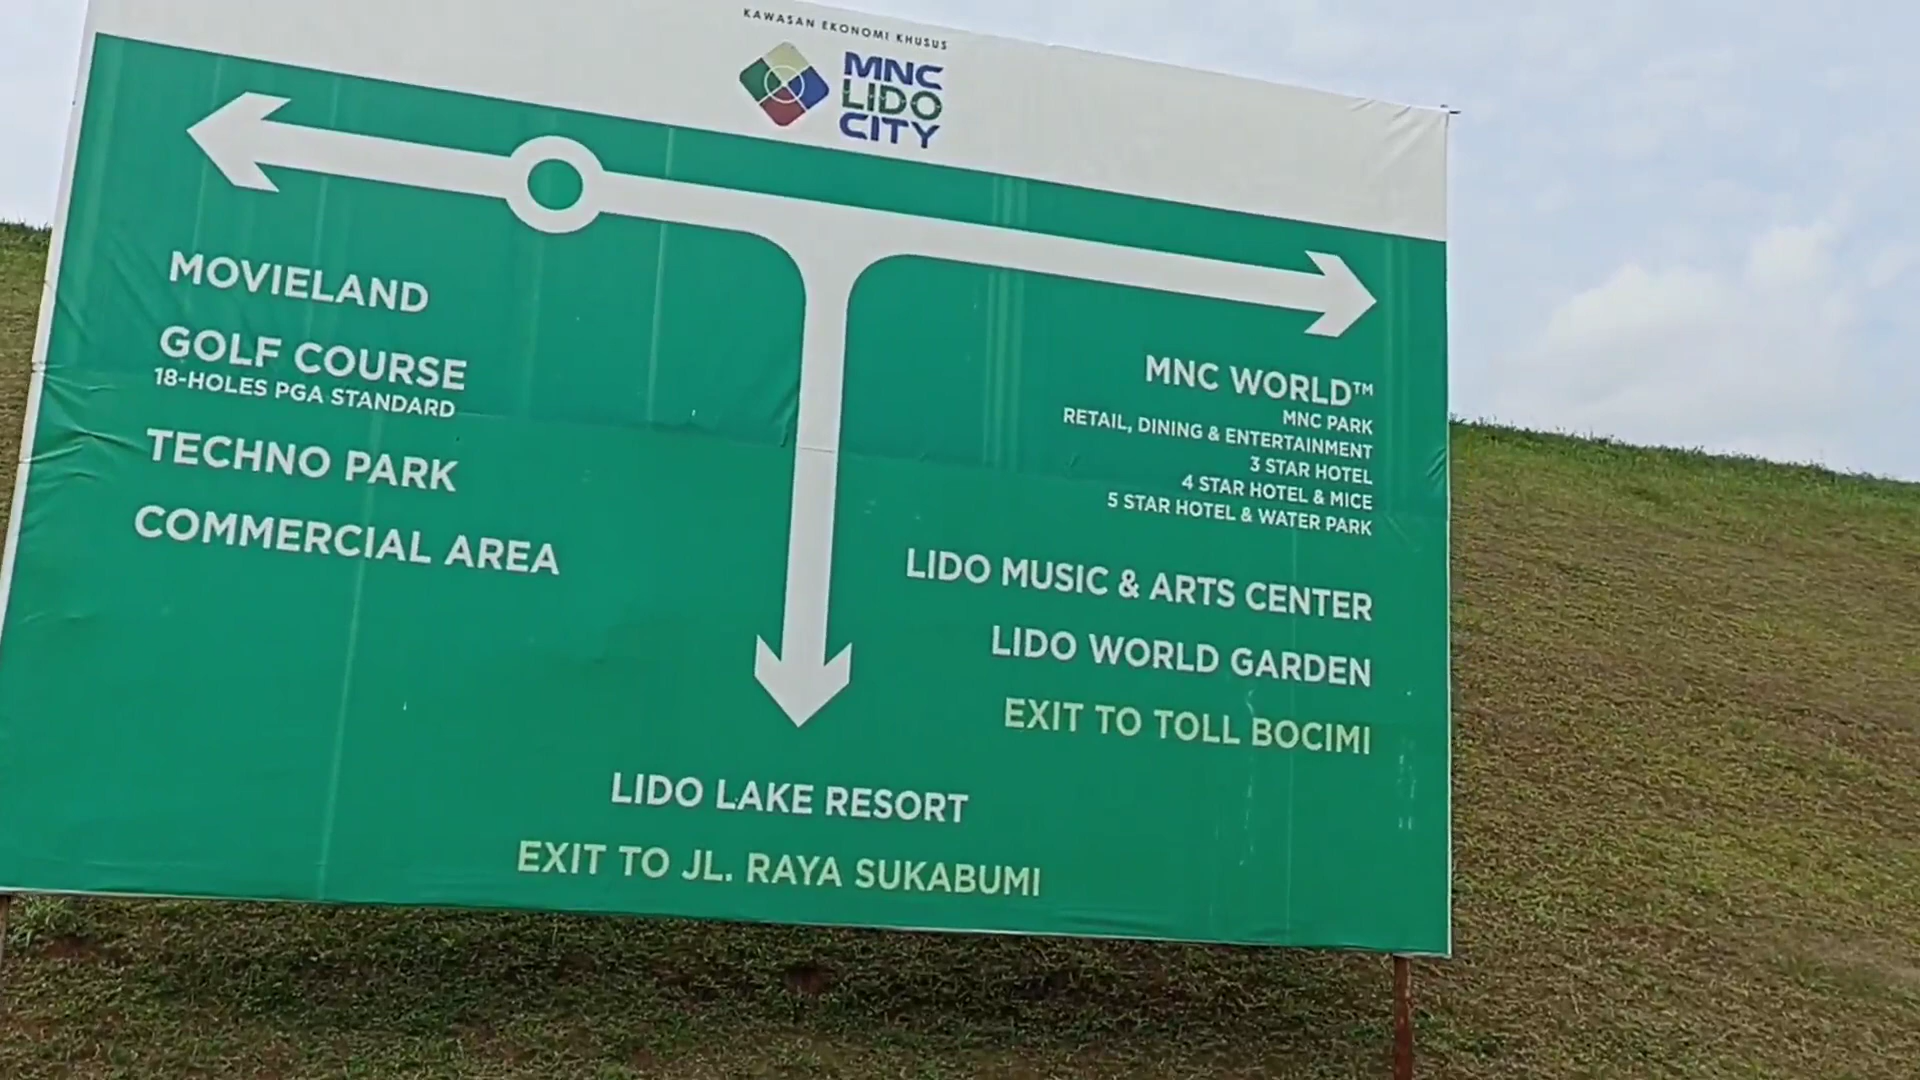 KAWASAN EKONOMI KHUSUS
MNC
LIDO
CITY
MOVIELAND
GOLF COURSE
18-HOLES PGA STANDARD
TECHNO PARK
COMMERCIAL AREA
MNC WORLD™
MNC PARK
RETAIL, DINING & ENTERTAINMENT
3 STAR HOTEL
4 STAR HOTEL & MICE
5 STAR HOTEL & WATER PARK
LIDO MUSIC & ARTS CENTER
LIDO WORLD GARDEN
EXIT TO TOLL BOCIMI
LIDO LAKE RESORT
EXIT TO JL. RAYA SUKABUMI